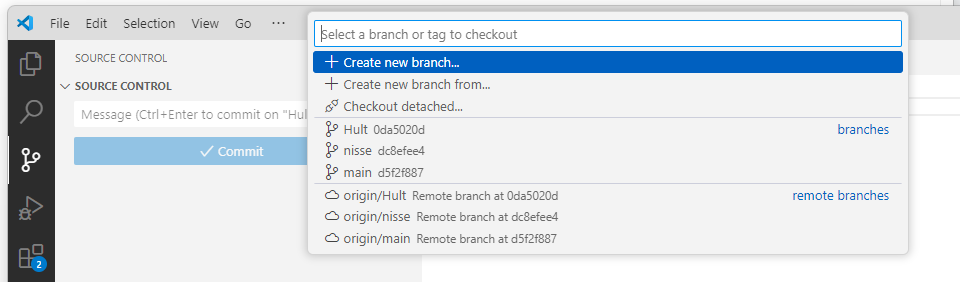 File Edit Selection View Go ...
Select a branch or tag to checkout
Create new branch...
Create new branch from...
Checkout detached...
Hult 0da5020d branches
nisse dc8efee4
main d5f2f887
origin/Hult Remote branch at 0da5020d remote branches
origin/nisse Remote branch at dc8efee4
origin/main Remote branch at d5f2f887
SOURCE CONTROL
SOURCE CONTROL
Message (Ctrl+Enter to commit on "Hul
Commit
2